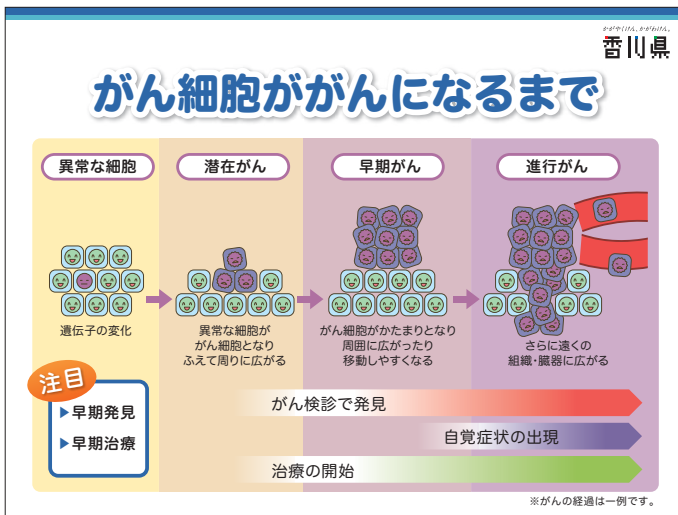 かがやくけん、かがわけん。
香川県
がん細胞ががんになるまで
異常な細胞
潜在がん
早期がん
進行がん
遺伝子の変化
異常な細胞が
がん細胞となり
ふえて周りに広がる
がん細胞がかたまりとなり
周囲に広がったり
移動しやすくなる
さらに遠くの
組織・臓器に広がる
注目
▶早期発見
▶早期治療
がん検診で発見
自覚症状の出現
治療の開始
※がんの経過は一例です。